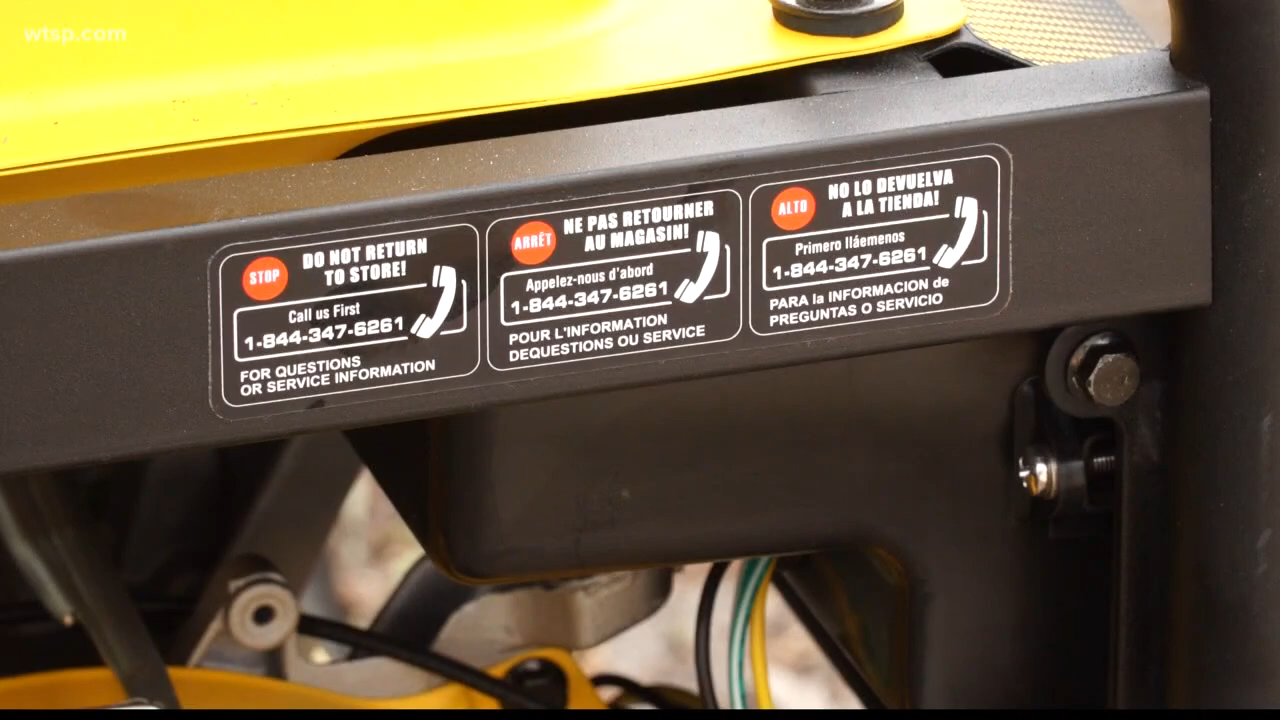 wtsp.com
STOP
DO NOT RETURN
TO STORE!
Call us First
1-844-347-6261
FOR QUESTIONS
OR SERVICE INFORMATION
ARRÊT
NE PAS RETOURNER
AU MAGASIN!
Appelez-nous d'abord
1-844-347-6261
POUR L'INFORMATION
DEQUESTIONS OU SERVICE
ALTO
NO LO DEVUELVA
A LA TIENDA!
Primero lláemenos
1-844-347-6261
PARA la INFORMACION de
PREGUNTAS O SERVICIO